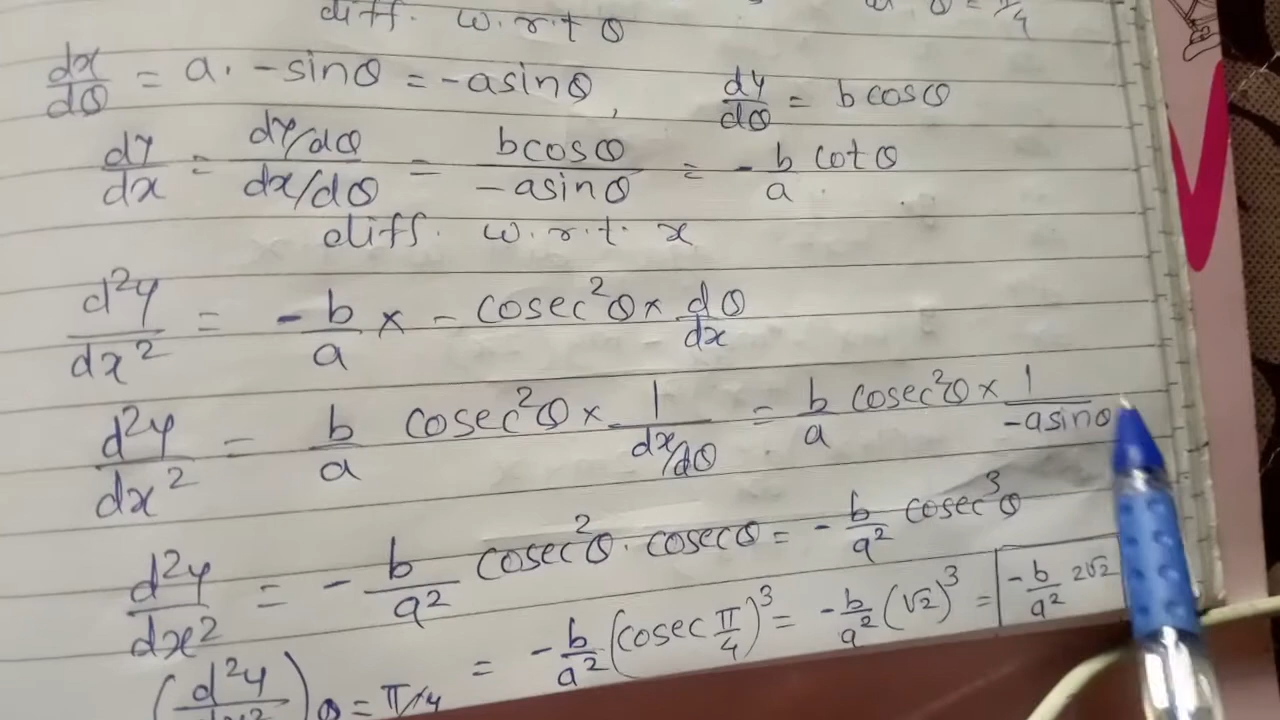 diff. w.r.t θ θ = π/4
dx/dθ = a. -sinθ = -asinθ, dy/dθ = b cosθ
dy/dx = (dy/dθ)/(dx/dθ) = bcosθ/-asinθ = -b/a cotθ
diff. w.r.t. x
d²y/dx² = -b/a × - cosec²θ × dθ/dx
d²y/dx² = b/a cosec²θ × 1/(dx/dθ) = b/a cosec²θ × 1/-asinθ
d²y/dx² = - b/a² cosec²θ. cosecθ = - b/a² cosec³θ
(d²y/dx²) θ = π/4 = -b/a² (cosec π/4)³ = -b/a² (√2)³ = -b/a² 2√2